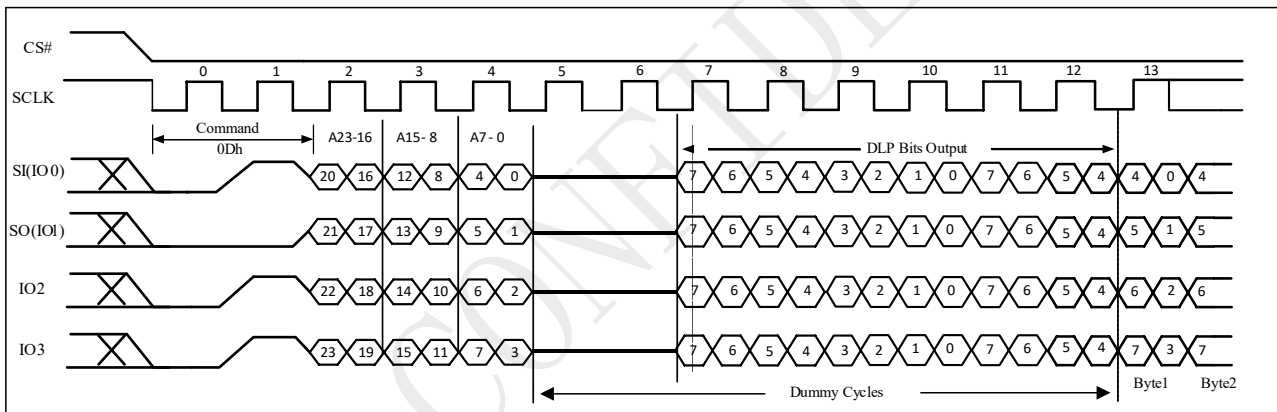 CS#
0 1 2 3 4 5 6 7 8 9 10 11 12 13
SCLK
Command
0Dh
A23-16 A15- 8 A7 - 0
DLP Bits Output
SI(IO0) 20 16 12 8 4 0 7 6 5 4 3 2 1 0 7 6 5 4 4 0 4
SO(IO1) 21 17 13 9 5 1 7 6 5 4 3 2 1 0 7 6 5 4 5 1 5
IO2 22 18 14 10 6 2 7 6 5 4 3 2 1 0 7 6 5 4 6 2 6
IO3 23 19 15 11 7 3 7 6 5 4 3 2 1 0 7 6 5 4 7 3 7
Dummy Cycles Byte1 Byte2